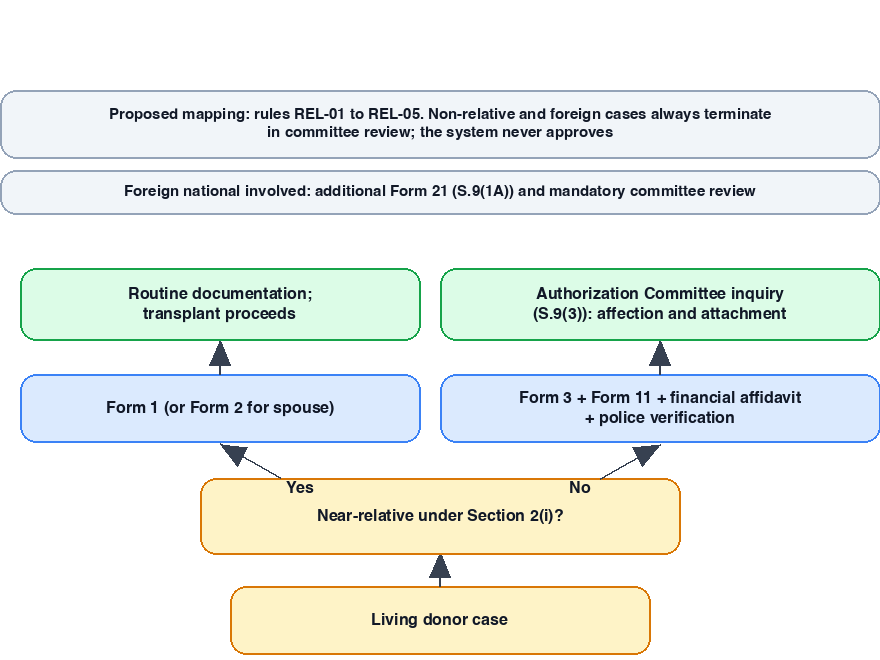 Proposed mapping: rules REL-01 to REL-05. Non-relative and foreign cases always terminate
in committee review; the system never approves
Foreign national involved: additional Form 21 (S.9(1A)) and mandatory committee review
Routine documentation;
transplant proceeds
Authorization Committee inquiry
(S.9(3)): affection and attachment
Form 1 (or Form 2 for spouse)
Form 3 + Form 11 + financial affidavit
+ police verification
Yes
No
Near-relative under Section 2(i)?
Living donor case